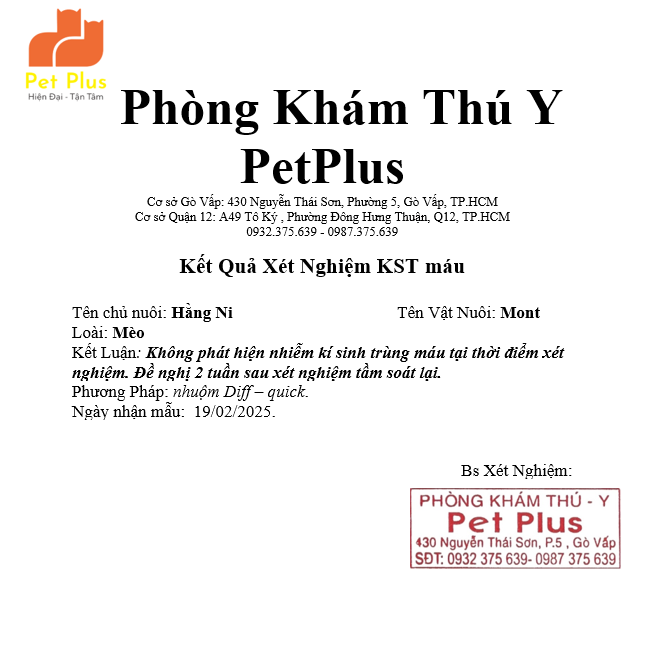 Pet Plus
Hiện Đại - Tận Tâm
Phòng Khám Thú Y
PetPlus
Cơ sở Gò Vấp: 430 Nguyễn Thái Sơn, Phường 5, Gò Vấp, TP.HCM
Cơ sở Quận 12: A49 Tô Ký , Phường Đông Hưng Thuận, Q12, TP.HCM
0932.375.639 - 0987.375.639
Kết Quả Xét Nghiệm KST máu
Tên chủ nuôi: Hằng Ni Tên Vật Nuôi: Mont
Loài: Mèo
Kết Luận: Không phát hiện nhiễm kí sinh trùng máu tại thời điểm xét
nghiệm. Đề nghị 2 tuần sau xét nghiệm tầm soát lại.
Phương Pháp: nhuộm Diff – quick.
Ngày nhận mẫu: 19/02/2025.
Bs Xét Nghiệm:
PHÒNG KHÁM THÚ - Y
Pet Plus
430 Nguyễn Thái Sơn, P.5 , Gò Vấp
SĐT: 0932 375 639- 0987 375 639